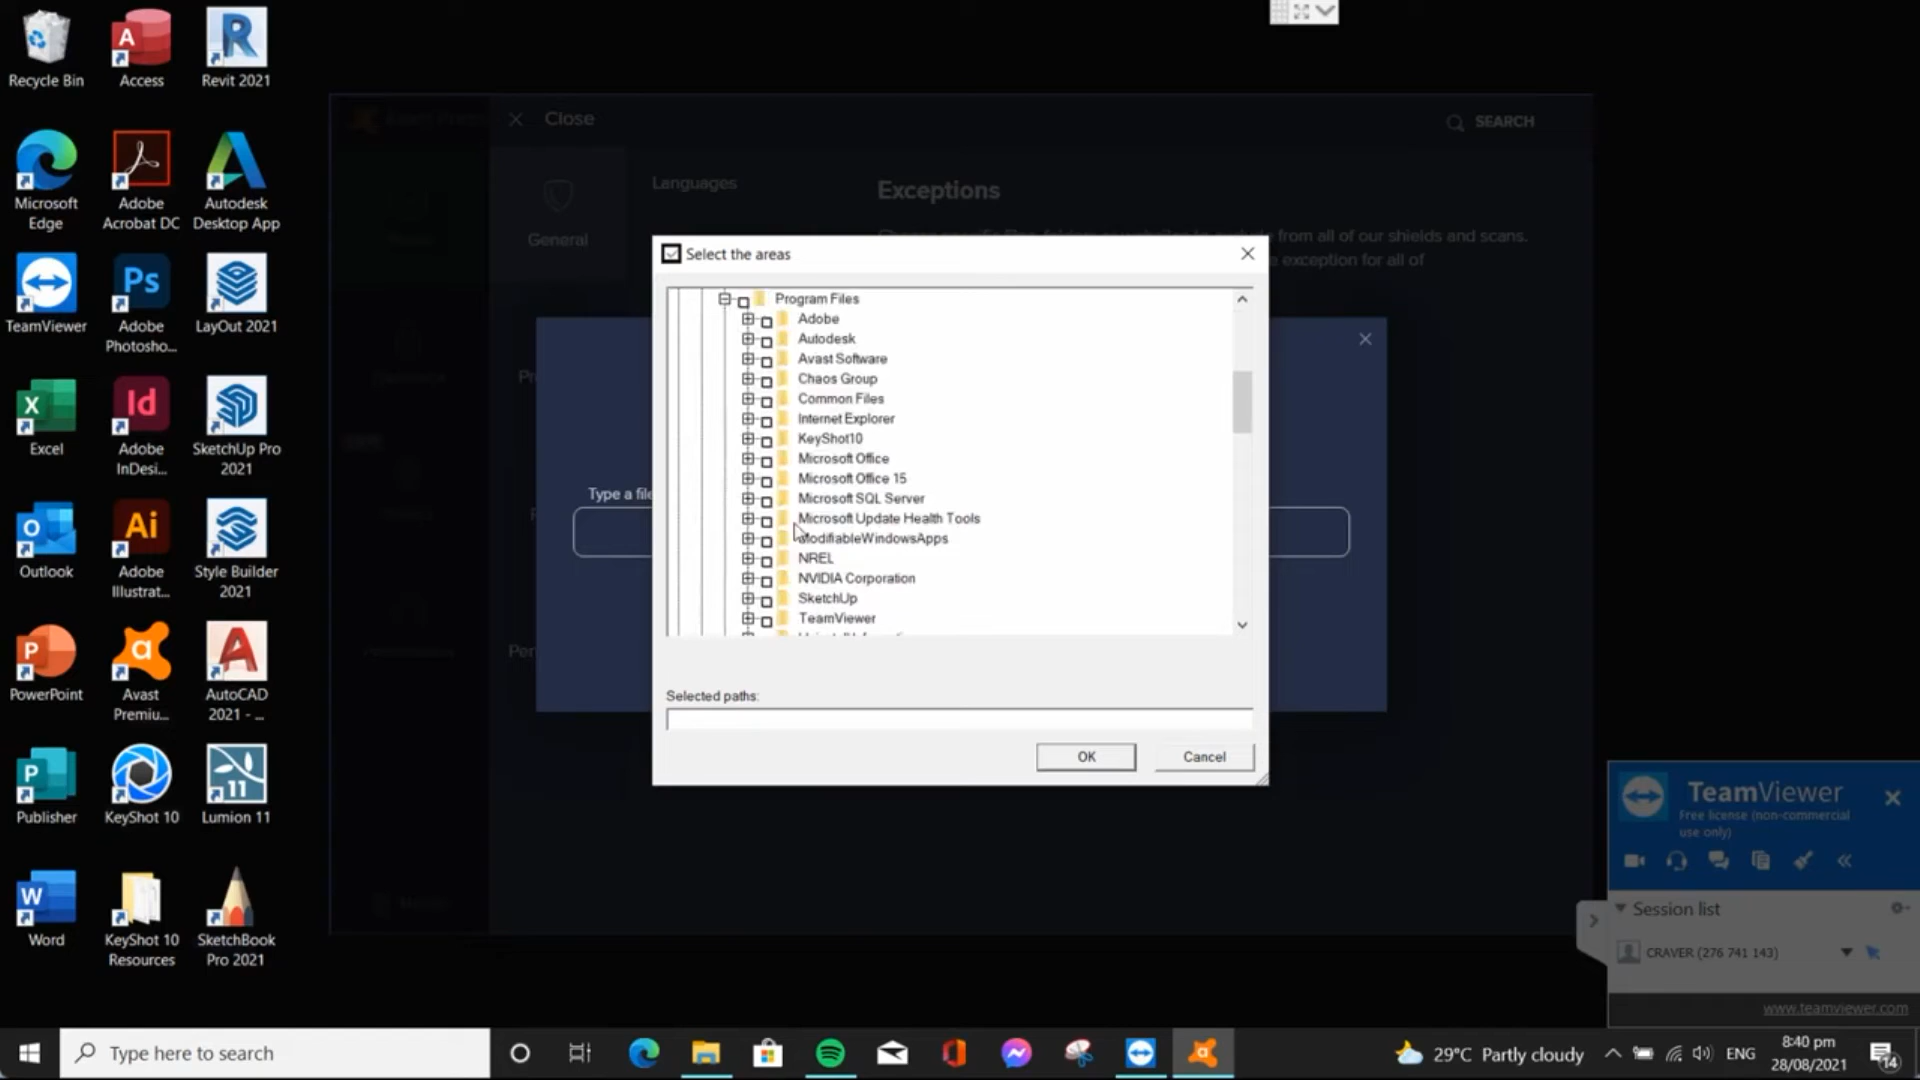 Recycle Bin
Access
Revit 2021
Microsoft
Edge
Adobe
Acrobat DC
Autodesk
Desktop App
TeamViewer
Adobe
Photosho...
LayOut 2021
Excel
Adobe
InDesi...
SketchUp Pro
2021
Outlook
Adobe
Illustrat...
Style Builder
2021
PowerPoint
Avast
Premiu...
AutoCAD
2021 - ...
Publisher
KeyShot 10
Lumion 11
Word
KeyShot 10
Resources
SketchBook
Pro 2021
Close
SEARCH
General
Languages
Exceptions
from all of our shields and scans.
exception for all of
Type a file
Per
Select the areas
Program Files
Adobe
Autodesk
Avast Software
Chaos Group
Common Files
Internet Explorer
KeyShot10
Microsoft Office
Microsoft Office 15
Microsoft SQL Server
Microsoft Update Health Tools
ModifiableWindowsApps
NREL
NVIDIA Corporation
SketchUp
TeamViewer
Selected paths:
OK
Cancel
TeamViewer
Free license (non-commercial
use only)
Session list
CRAVER (276 741 143)
www.teamviewer.com
Type here to search
29°C Partly cloudy
ENG
8:40 pm
28/08/2021
14